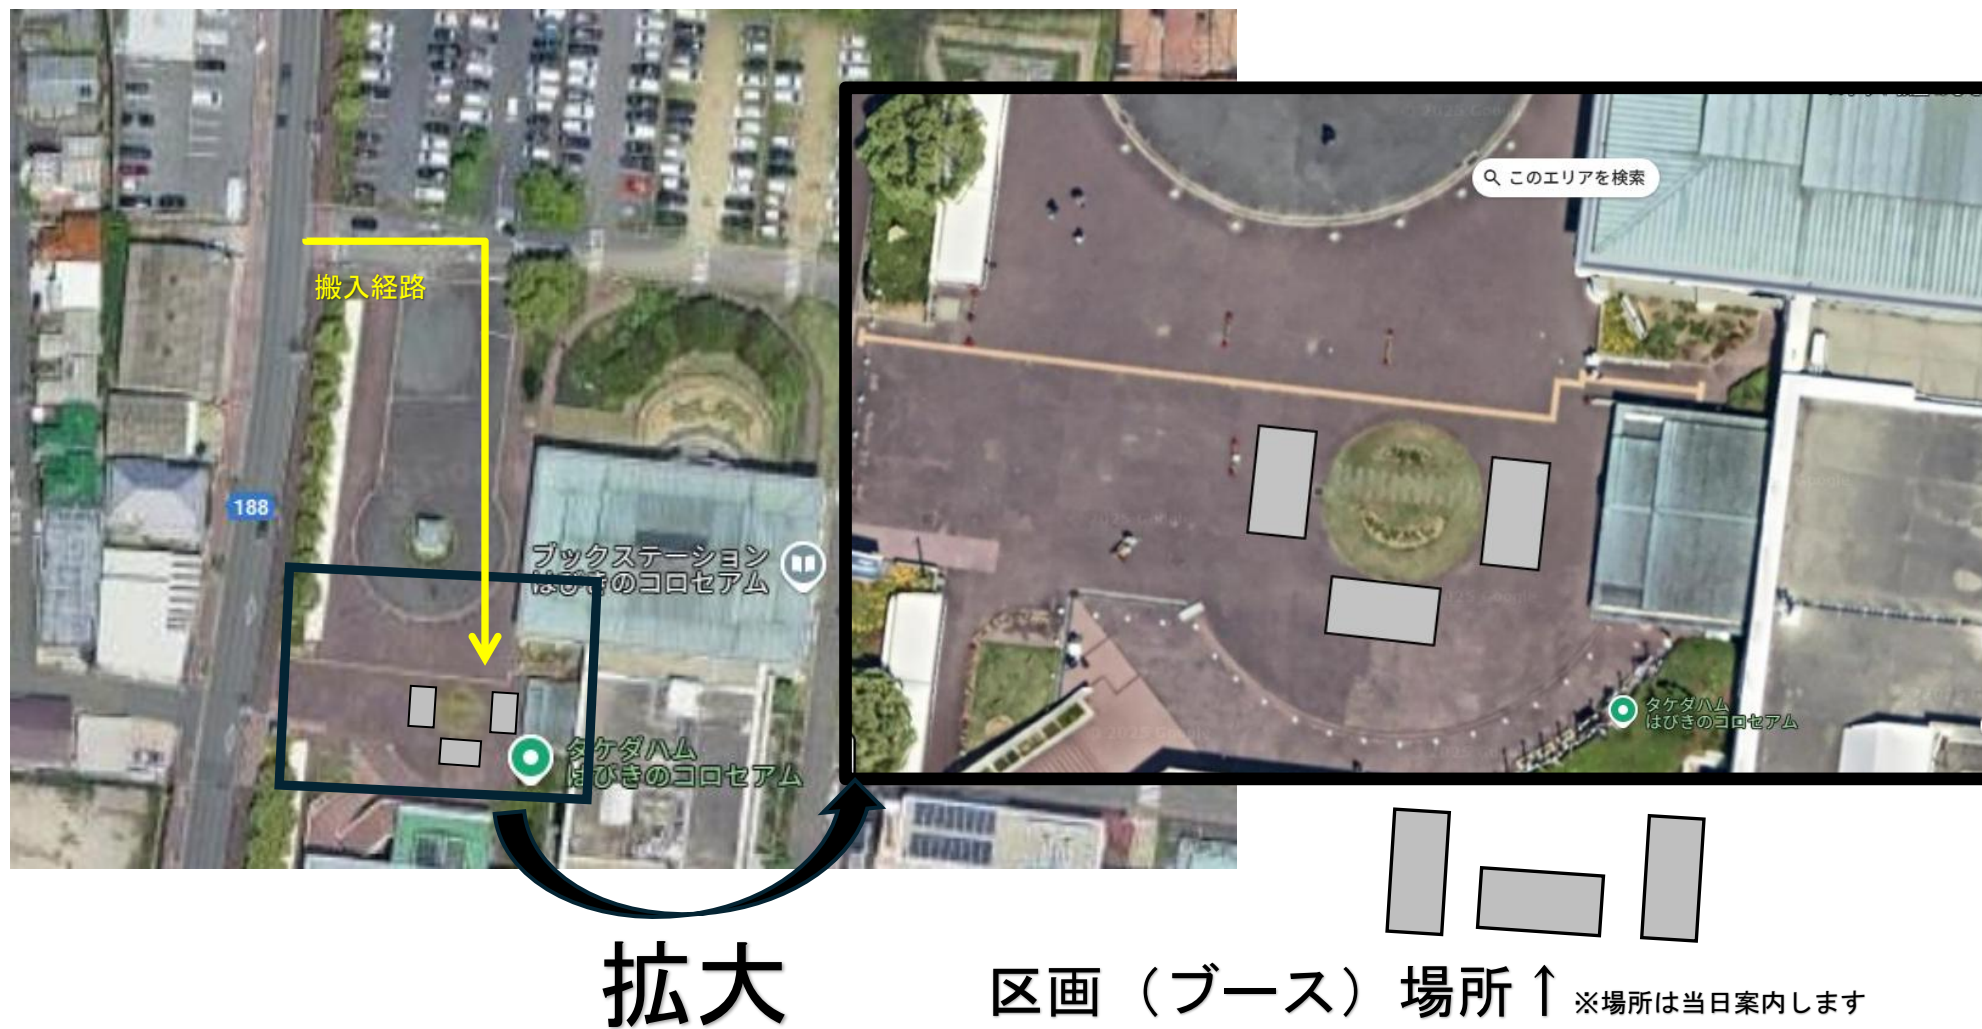 このエリアを検索
搬入経路
188
ブックステーション
はびきのコロセアム
タケダハム
はびきのコロセアム
タケダハム
はびきのコロセアム
拡大
区画（ブース）場所↑
※場所は当日案内します